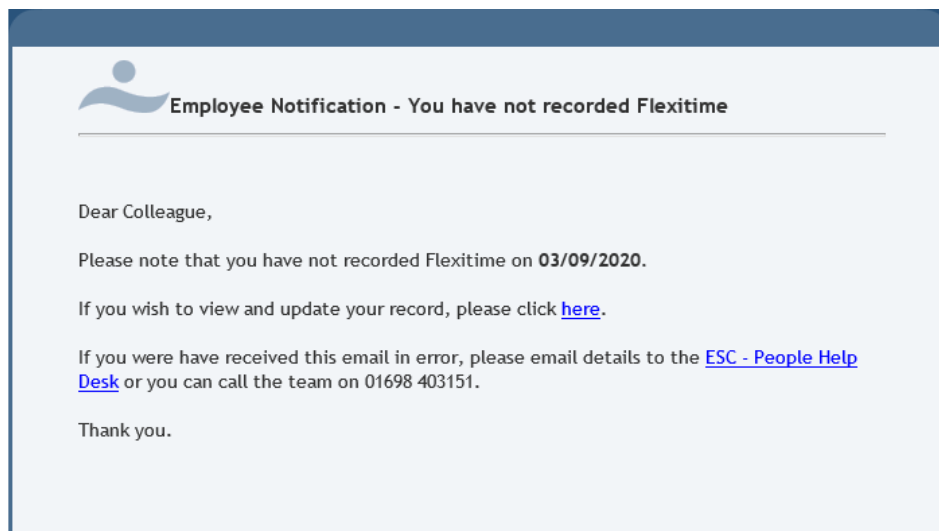 Employee Notification - You have not recorded Flexitime
Dear Colleague,
Please note that you have not recorded Flexitime on 03/09/2020.
If you wish to view and update your record, please click here.
If you were have received this email in error, please email details to the ESC - People Help
Desk or you can call the team on 01698 403151.
Thank you.